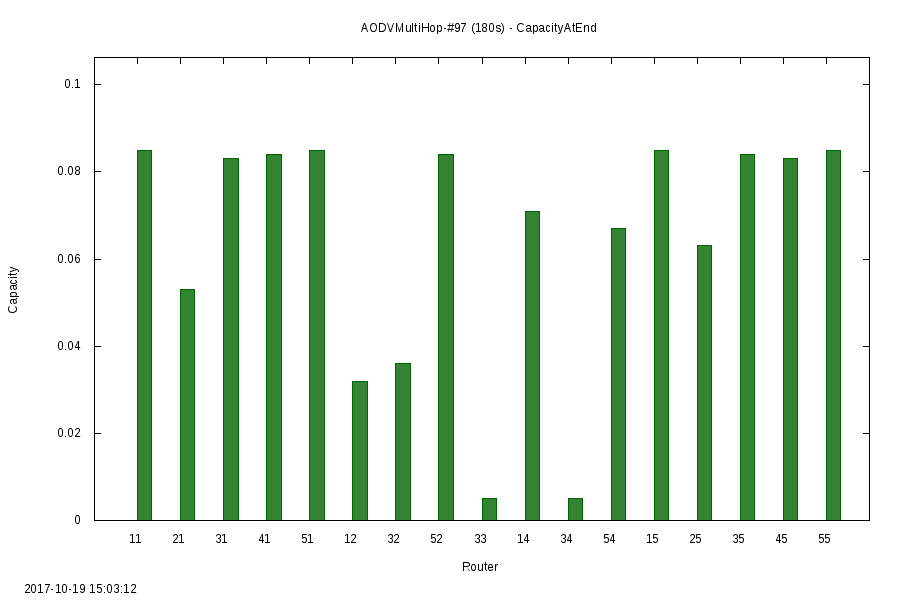 AODVMultiHop-#97 (180s) - CapacityAtEnd
0.1
0.08
0.06
0.04
0.02
0
Capacity
11 21 31 41 51 12 32 52 33 14 34 54 15 25 35 45 55
Router
2017-10-19 15:03:12